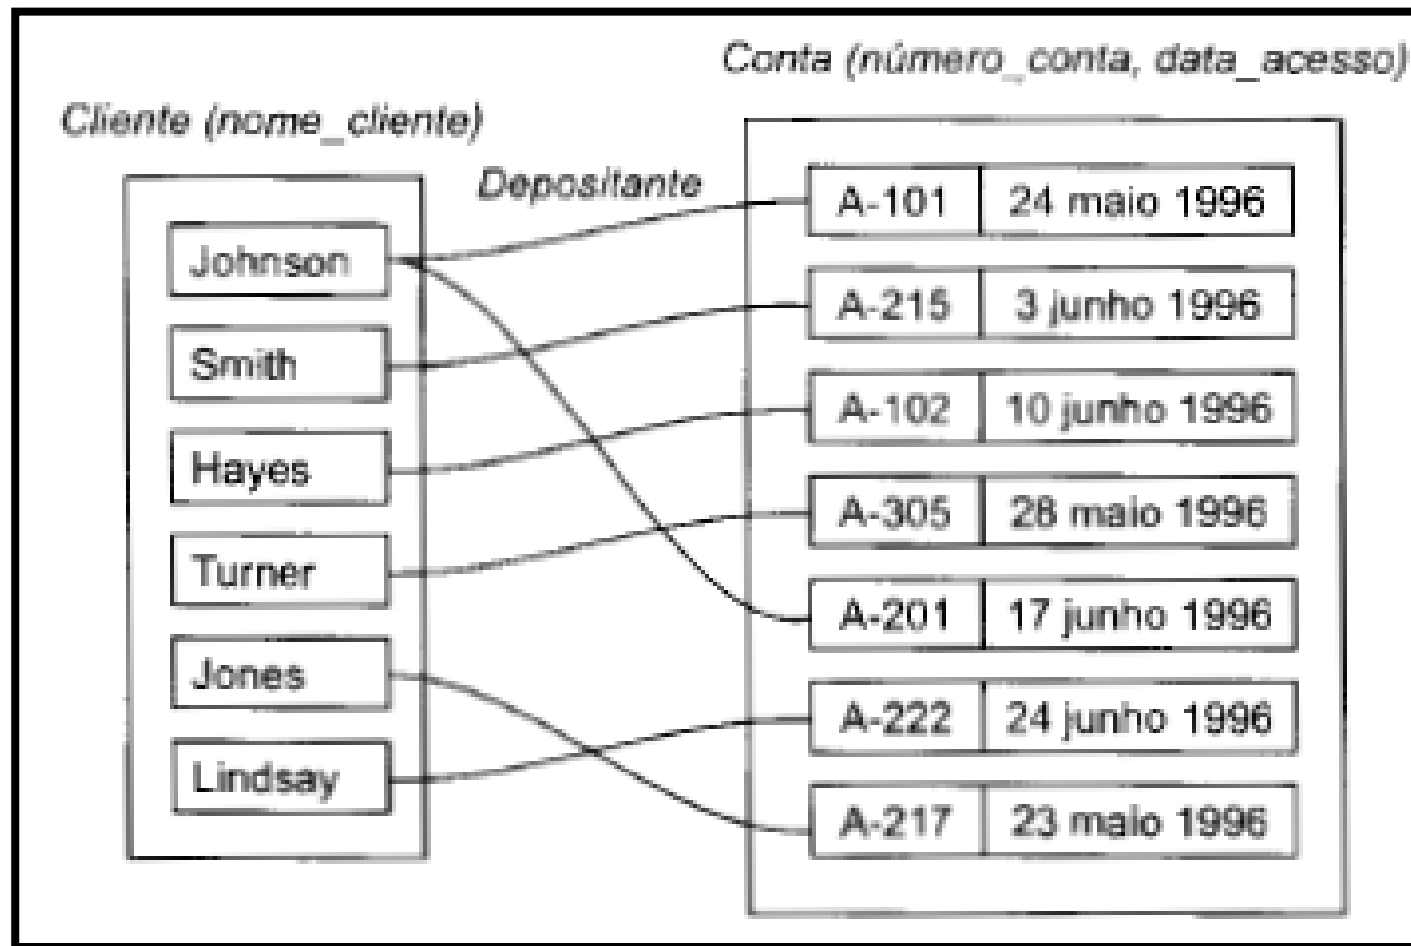 Conta (número_conta, data_acesso)
Cliente (nome_cliente)
Depositante
Johnson
Smith
Hayes
Turner
Jones
Lindsay
A-101 24 maio 1996
A-215 3 junho 1996
A-102 10 junho 1996
A-305 28 maio 1996
A-201 17 junho 1996
A-222 24 junho 1996
A-217 23 maio 1996